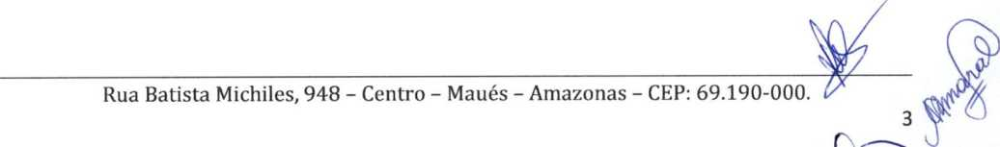 Rua Batista Michiles, 948 – Centro – Maués – Amazonas – CEP: 69.190-000.
3